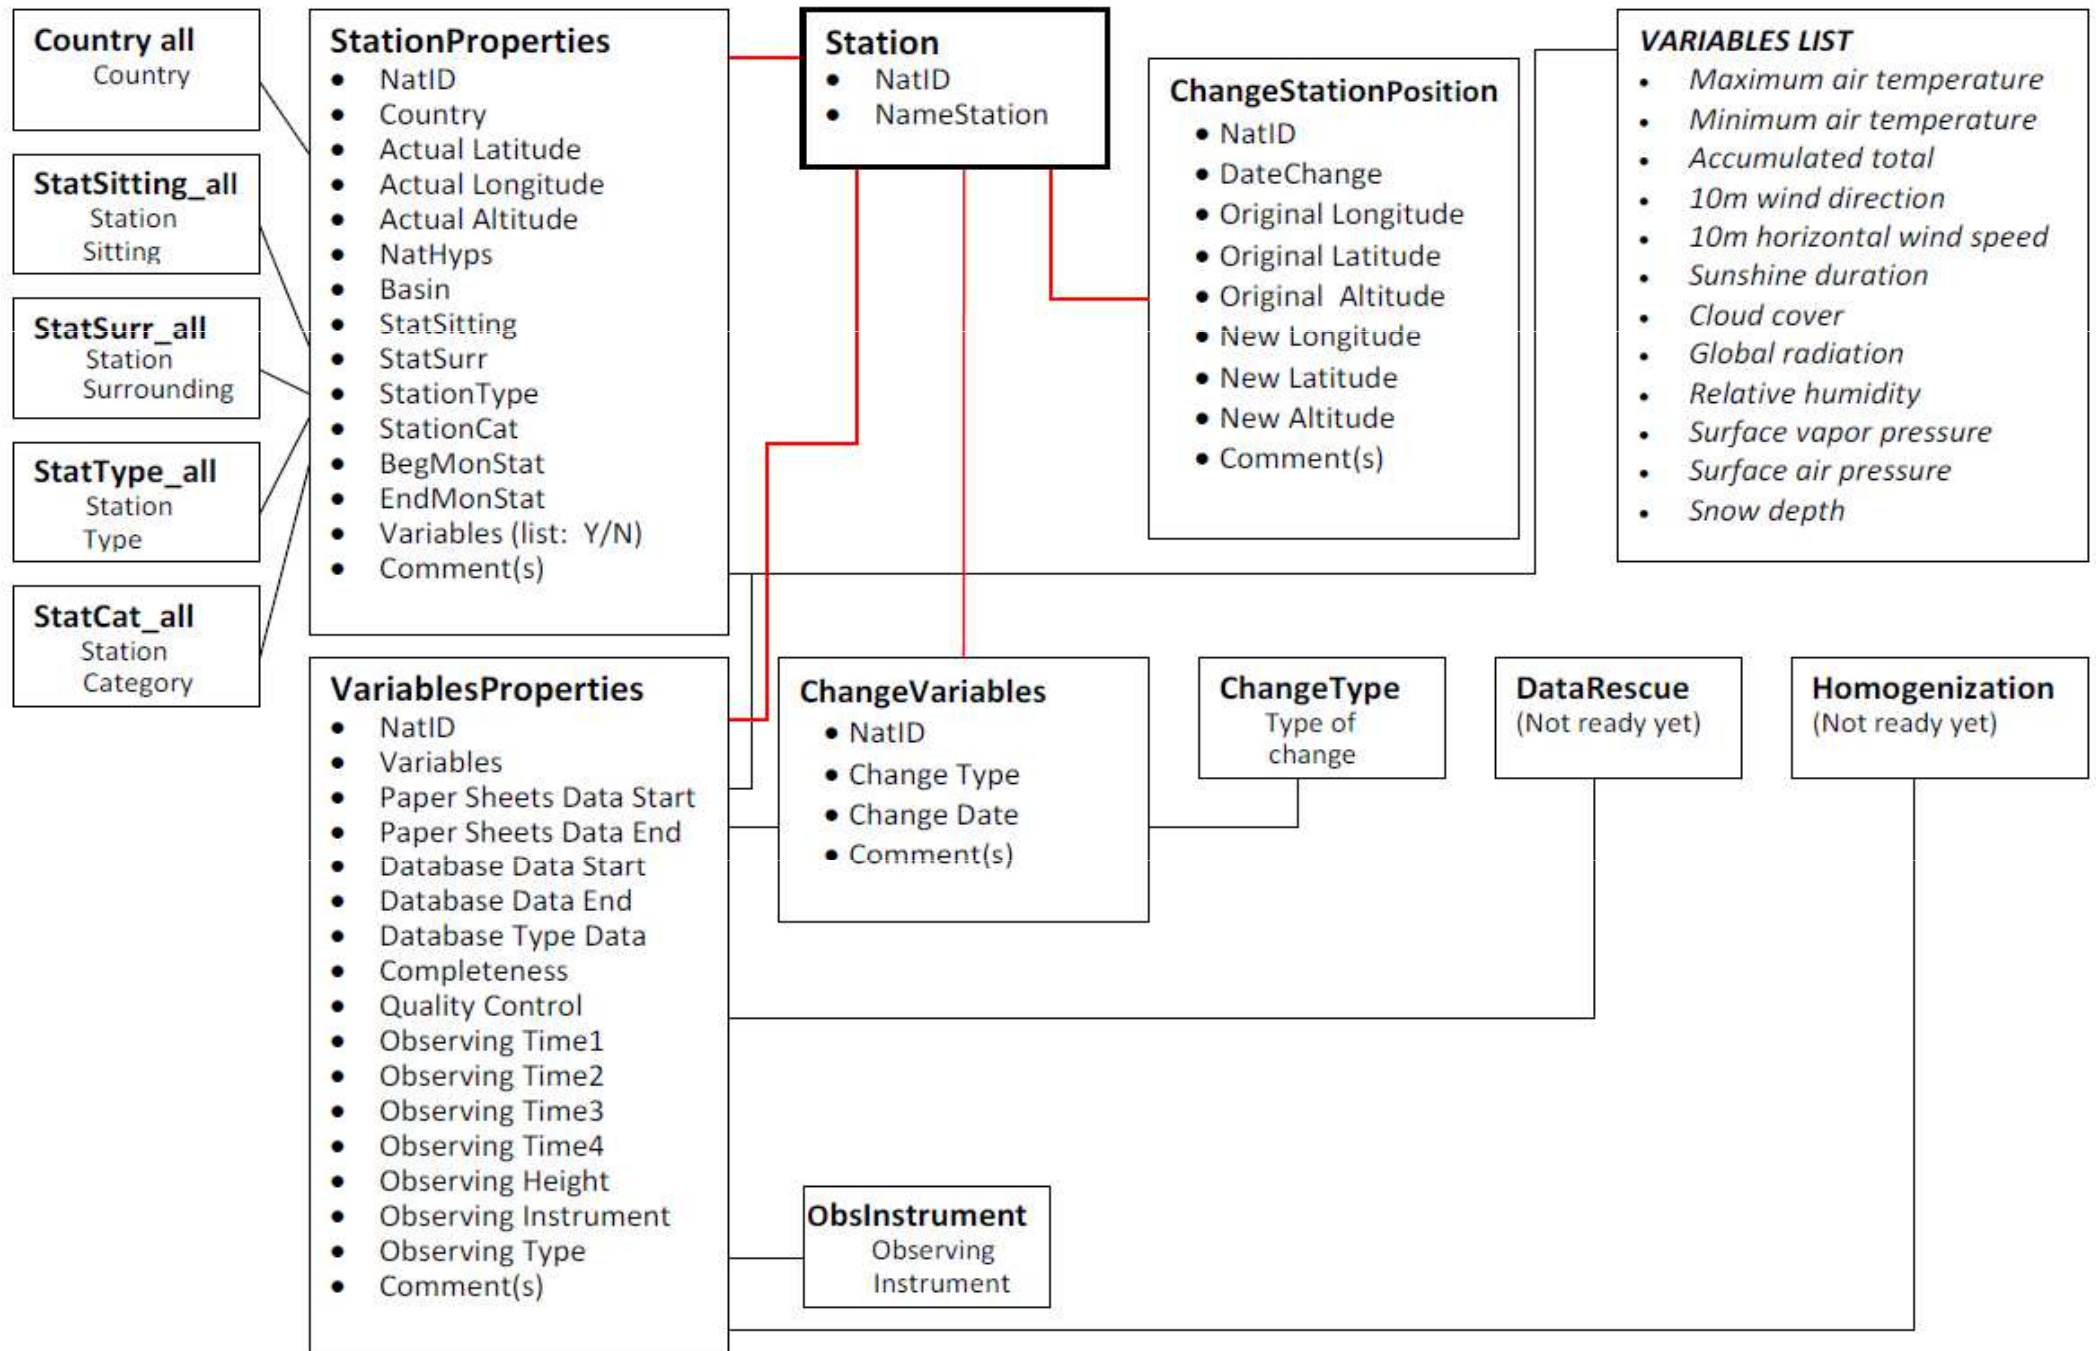 Country all
Country
StatSitting_all
Station
Sitting
StatSurr_all
Station
Surrounding
StatType_all
Station
Type
StatCat_all
Station
Category
StationProperties
• NatID
• Country
• Actual Latitude
• Actual Longitude
• Actual Altitude
• NatHyps
• Basin
• StatSitting
• StatSurr
• StationType
• StationCat
• BegMonStat
• EndMonStat
• Variables (list: Y/N)
• Comment(s)
Station
• NatID
• NameStation
ChangeStationPosition
• NatID
• DateChange
• Original Longitude
• Original Latitude
• Original Altitude
• New Longitude
• New Latitude
• New Altitude
• Comment(s)
VARIABLES LIST
• Maximum air temperature
• Minimum air temperature
• Accumulated total
• 10m wind direction
• 10m horizontal wind speed
• Sunshine duration
• Cloud cover
• Global radiation
• Relative humidity
• Surface vapor pressure
• Surface air pressure
• Snow depth
VariablesProperties
• NatID
• Variables
• Paper Sheets Data Start
• Paper Sheets Data End
• Database Data Start
• Database Data End
• Database Type Data
• Completeness
• Quality Control
• Observing Time1
• Observing Time2
• Observing Time3
• Observing Time4
• Observing Height
• Observing Instrument
• Observing Type
• Comment(s)
ChangeVariables
• NatID
• Change Type
• Change Date
• Comment(s)
ChangeType
Type of
change
DataRescue
(Not ready yet)
Homogenization
(Not ready yet)
ObsInstrument
Observing
Instrument